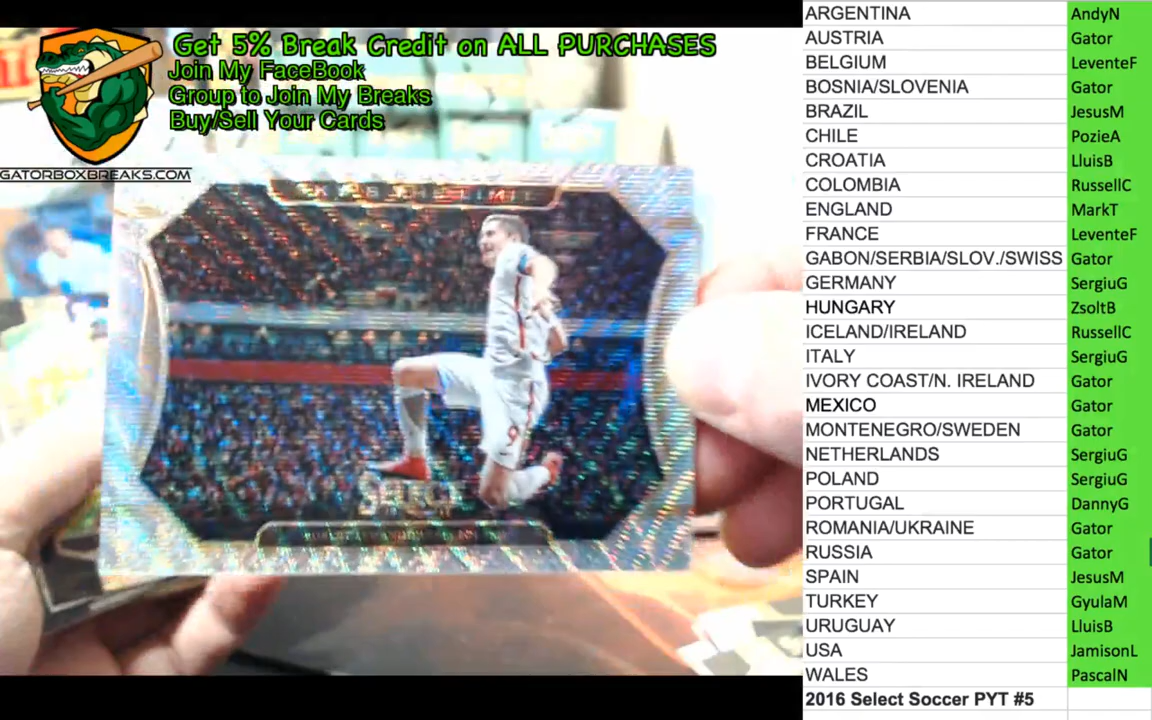 Get 5% Break Credit on ALL PURCHASES
Join My FaceBook
Group to Join My Breaks
Buy/Sell Your Cards
GATORBOXBREAKS.COM
9
SELECT
ARGENTINA AndyN
AUSTRIA Gator
BELGIUM LeventeF
BOSNIA/SLOVENIA Gator
BRAZIL JesusM
CHILE PozieA
CROATIA LluisB
COLOMBIA RussellC
ENGLAND MarkT
FRANCE LeventeF
GABON/SERBIA/SLOV./SWISS Gator
GERMANY SergiuG
HUNGARY ZsoltB
ICELAND/IRELAND RussellC
ITALY SergiuG
IVORY COAST/N. IRELAND Gator
MEXICO Gator
MONTENEGRO/SWEDEN Gator
NETHERLANDS SergiuG
POLAND SergiuG
PORTUGAL DannyG
ROMANIA/UKRAINE Gator
RUSSIA Gator
SPAIN JesusM
TURKEY GyulaM
URUGUAY LluisB
USA JamisonL
WALES PascalN
2016 Select Soccer PYT #5